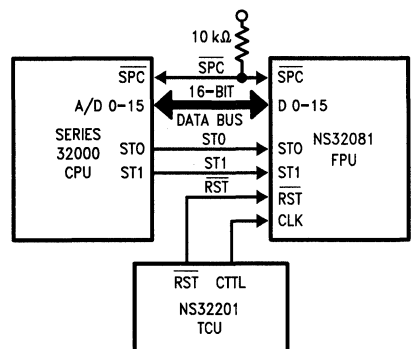 10 kΩ
SPC
SPC
SPC
A/D 0-15
16-BIT
DATA BUS
D 0-15
SERIES
32000
CPU
ST0
ST0
ST0
ST1
ST1
ST1
NS32081
FPU
RST
RST
CLK
RST CTTL
NS32201
TCU